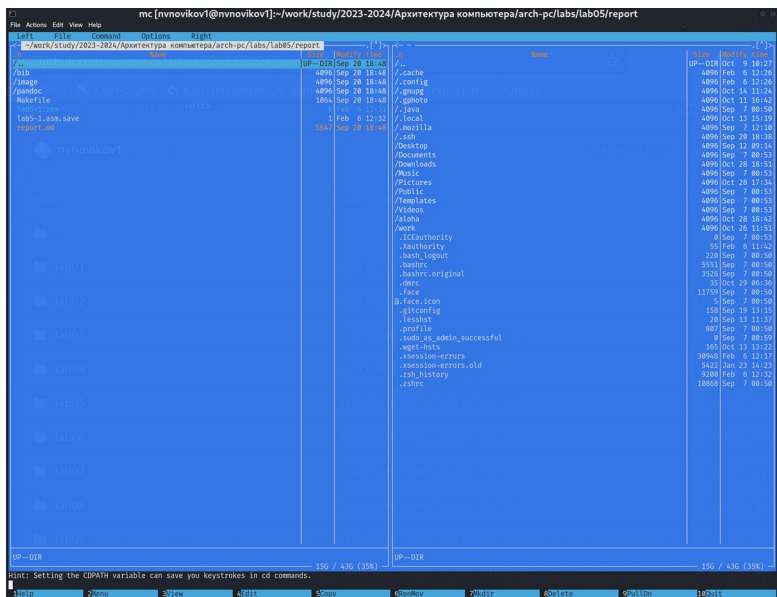 mc [nvnovikov1@nvnovikov1]:~/work/study/2023-2024/Архитектура компьютера/arch-pc/labs/lab05/report
File Actions Edit View Help
Left File Command Options Right
~/work/study/2023-2024/Архитектура компьютера/arch-pc/labs/lab05/report .[^]>
.n Name Size Modify time
/.. UP--DIR Sep 20 18:48
/bib 4096 Sep 20 18:48
/image 4096 Sep 20 18:48
/pandoc 4096 Sep 20 18:48
Makefile 1064 Sep 20 18:48
lab5-1.asm 0 Feb 6 12:31
lab5-1.asm.save 1 Feb 6 12:32
report.md 5647 Sep 20 18:48
nvnovikov1
lab01
lab02
lab03
lab04
lab05
lab06
lab07
lab08
lab09
UP--DIR
15G / 43G (35%)
<- ~ .[^]>
.n Name Size Modify time
/.. UP--DIR Oct 9 10:27
/.cache 4096 Feb 6 12:26
/.config 4096 Feb 6 12:26
/.gnupg 4096 Oct 14 11:24
/.gphoto 4096 Oct 11 16:42
/.java 4096 Sep 7 00:50
/.local 4096 Oct 13 15:19
/.mozilla 4096 Sep 7 12:10
/.ssh 4096 Sep 20 18:38
/Desktop 4096 Sep 12 09:14
/Documents 4096 Sep 7 00:53
/Downloads 4096 Oct 28 18:51
/Music 4096 Sep 7 00:53
/Pictures 4096 Oct 28 17:34
/Public 4096 Sep 7 00:53
/Templates 4096 Sep 7 00:53
/Videos 4096 Sep 7 00:53
/aloha 4096 Oct 28 18:42
/work 4096 Oct 26 11:51
.ICEauthority 0 Sep 7 00:53
.Xauthority 55 Feb 6 11:42
.bash_logout 220 Sep 7 00:50
.bashrc 5551 Sep 7 00:50
.bashrc.original 3526 Sep 7 00:50
.dmrc 35 Oct 29 06:36
.face 11759 Sep 7 00:50
@.face.icon 5 Sep 7 00:50
.gitconfig 158 Sep 19 13:15
.lesshst 20 Sep 13 11:37
.profile 807 Sep 7 00:50
.sudo_as_admin_successful 0 Sep 7 00:59
.wget-hsts 165 Oct 13 13:22
.xsession-errors 30948 Feb 6 12:17
.xsession-errors.old 5422 Jan 23 14:23
.zsh_history 9200 Feb 6 12:32
.zshrc 10868 Sep 7 00:50
UP--DIR
15G / 43G (35%)
Hint: Setting the CDPATH variable can save you keystrokes in cd commands.
1Help 2Menu 3View 4Edit 5Copy 6RenMov 7Mkdir 8Delete 9PullDn 10Quit